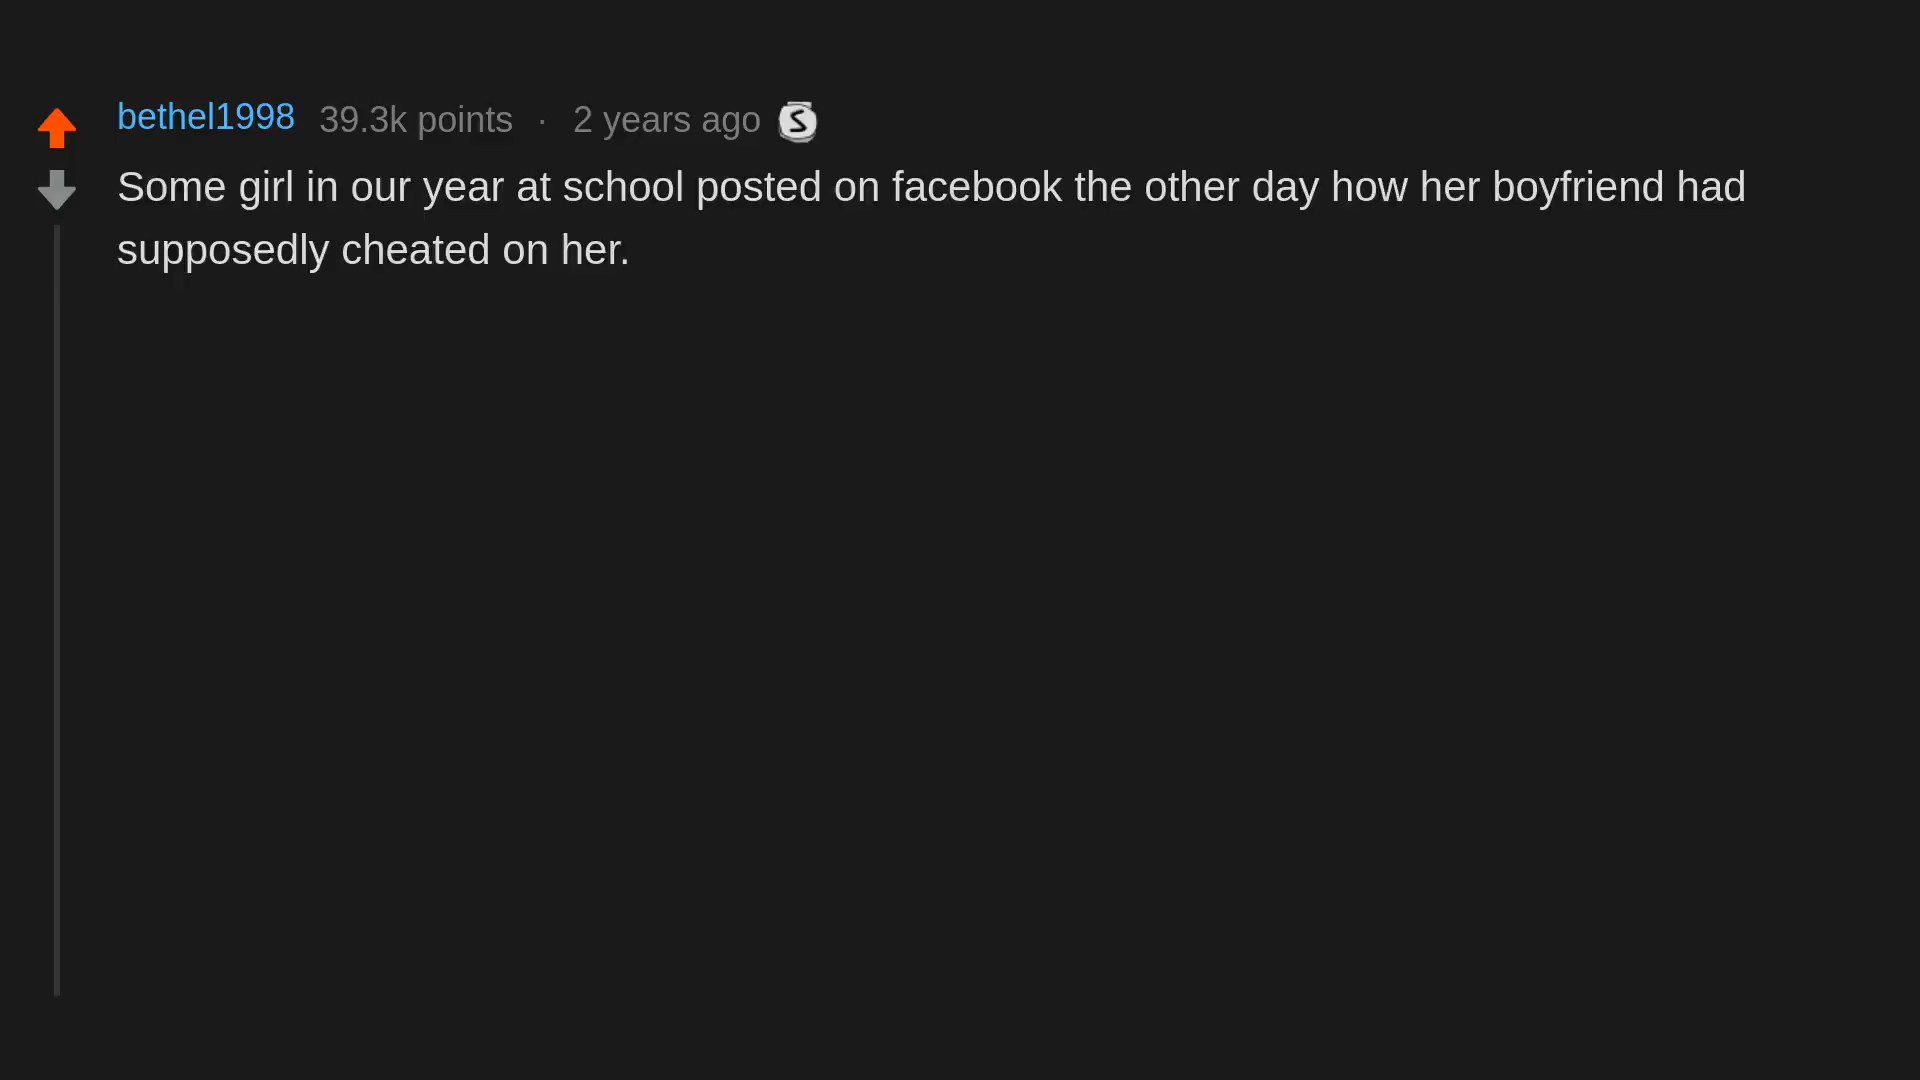 bethel1998 39.3k points · 2 years ago S
Some girl in our year at school posted on facebook the other day how her boyfriend had
supposedly cheated on her.